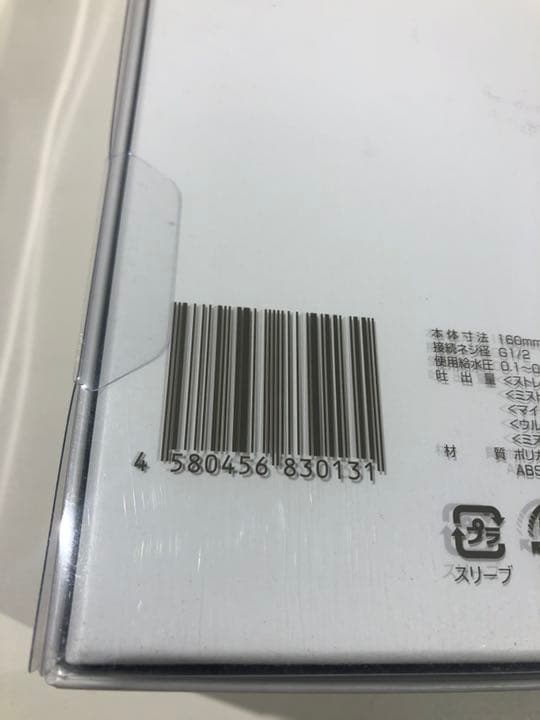 4 580456 830131
本体寸法 160mm
接続ネジ径 G1/2
使用給水圧 0.1~0
吐出量 <ストレ
<ミスト
<マイ
<ウル
<ミス
材質 ポリカ
ABS
プラ
スリーブ